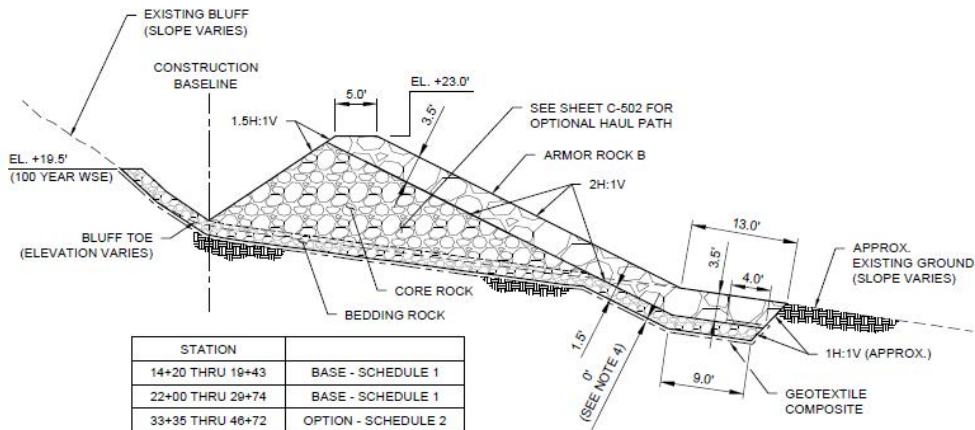 EXISTING BLUFF
(SLOPE VARIES)
CONSTRUCTION
BASELINE
EL. +23.0'
5.0'
1.5H:1V
3.5'
SEE SHEET C-502 FOR
OPTIONAL HAUL PATH
ARMOR ROCK B
2H:1V
EL. +19.5'
(100 YEAR WSE)
13.0'
3.5'
4.0'
APPROX.
EXISTING GROUND
(SLOPE VARIES)
BLUFF TOE
(ELEVATION VARIES)
CORE ROCK
BEDDING ROCK
1.5'
0'
(SEE NOTE 4)
9.0'
1H:1V (APPROX.)
GEOTEXTILE
COMPOSITE
STATION
14+20 THRU 19+43 BASE - SCHEDULE 1
22+00 THRU 29+74 BASE - SCHEDULE 1
33+35 THRU 46+72 OPTION - SCHEDULE 2